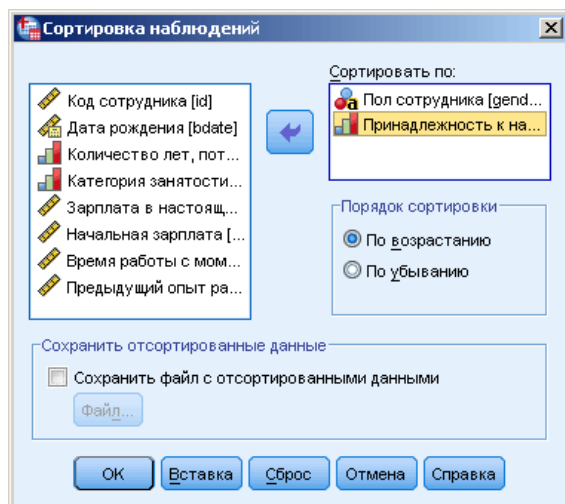 Сортировка наблюдений
Сортировать по:
Код сотрудника [id]
Дата рождения [bdate]
Количество лет, пот...
Категория занятости...
Зарплата в настоящ...
Начальная зарплата [...
Время работы с мом...
Предыдущий опыт ра...
Пол сотрудника [gend...
Принадлежность к на...
Порядок сортировки
По возрастанию
По убыванию
Сохранить отсортированные данные
Сохранить файл с отсортированными данными
Файл...
ОК
Вставка
Сброс
Отмена
Справка